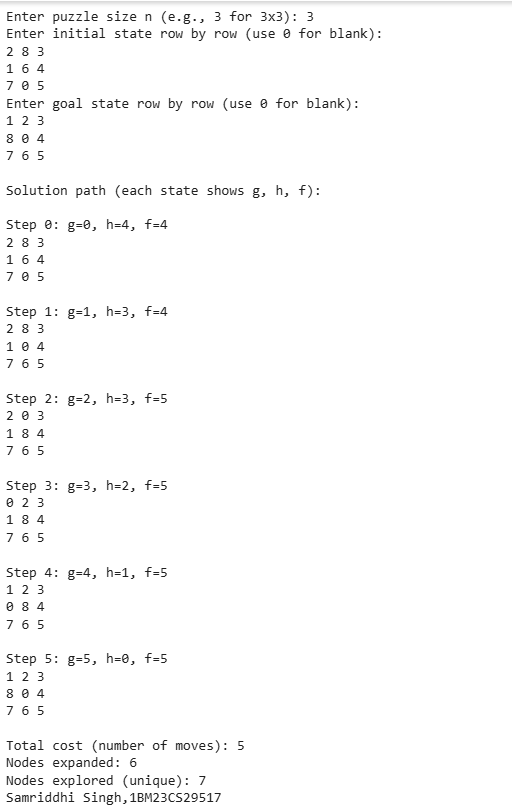 Enter puzzle size n (e.g., 3 for 3x3): 3
Enter initial state row by row (use 0 for blank):
2 8 3
1 6 4
7 0 5
Enter goal state row by row (use 0 for blank):
1 2 3
8 0 4
7 6 5
Solution path (each state shows g, h, f):
Step 0: g=0, h=4, f=4
2 8 3
1 6 4
7 0 5
Step 1: g=1, h=3, f=4
2 8 3
1 0 4
7 6 5
Step 2: g=2, h=3, f=5
2 0 3
1 8 4
7 6 5
Step 3: g=3, h=2, f=5
0 2 3
1 8 4
7 6 5
Step 4: g=4, h=1, f=5
1 2 3
0 8 4
7 6 5
Step 5: g=5, h=0, f=5
1 2 3
8 0 4
7 6 5
Total cost (number of moves): 5
Nodes expanded: 6
Nodes explored (unique): 7
Samriddhi Singh,1BM23CS29517